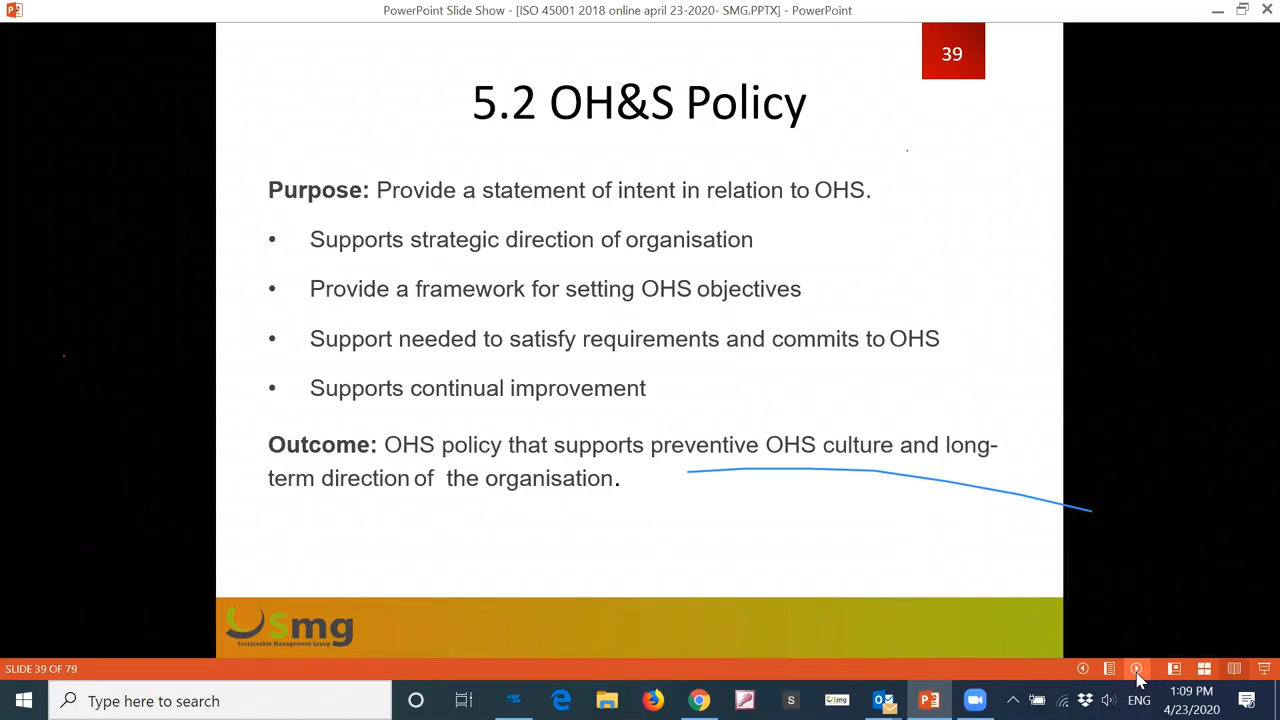 PowerPoint Slide Show - [ISO 45001 2018 online april 23-2020- SMG.PPTX] - PowerPoint
39
5.2 OH&S Policy
Purpose: Provide a statement of intent in relation to OHS.
• Supports strategic direction of organisation
• Provide a framework for setting OHS objectives
• Support needed to satisfy requirements and commits to OHS
• Supports continual improvement
Outcome: OHS policy that supports preventive OHS culture and long-
term direction of the organisation.
Smg
Sustainable Management Group
SLIDE 39 OF 79
Type here to search
S
Smg
ENG
1:09 PM
4/23/2020